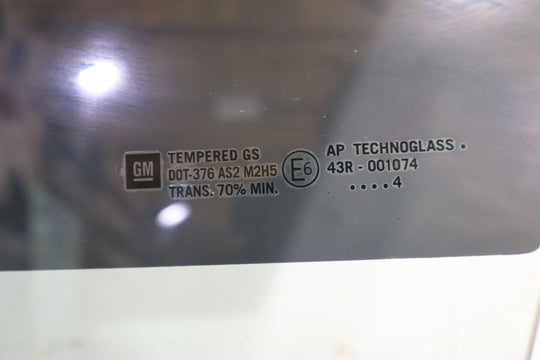 GM
TEMPERED GS
DOT-376 AS2 M2H5
TRANS. 70% MIN.
E6
AP TECHNOGLASS .
43R - 001074
. . . . 4